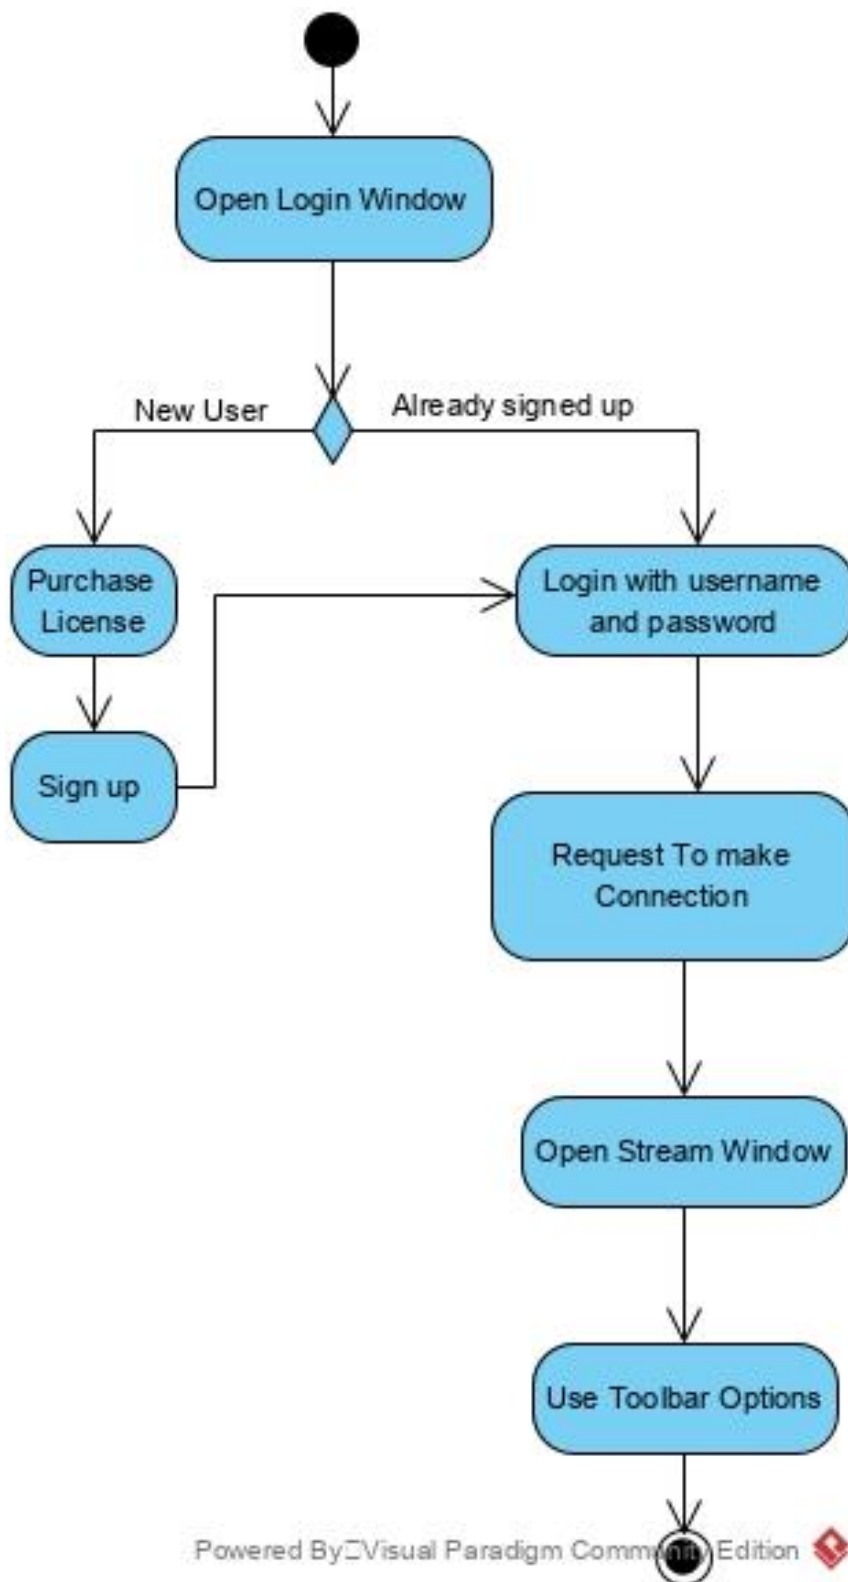 Open Login Window
New User
Already signed up
Purchase
License
Login with username
and password
Sign up
Request To make
Connection
Open Stream Window
Use Toolbar Options
Powered By Visual Paradigm Community Edition